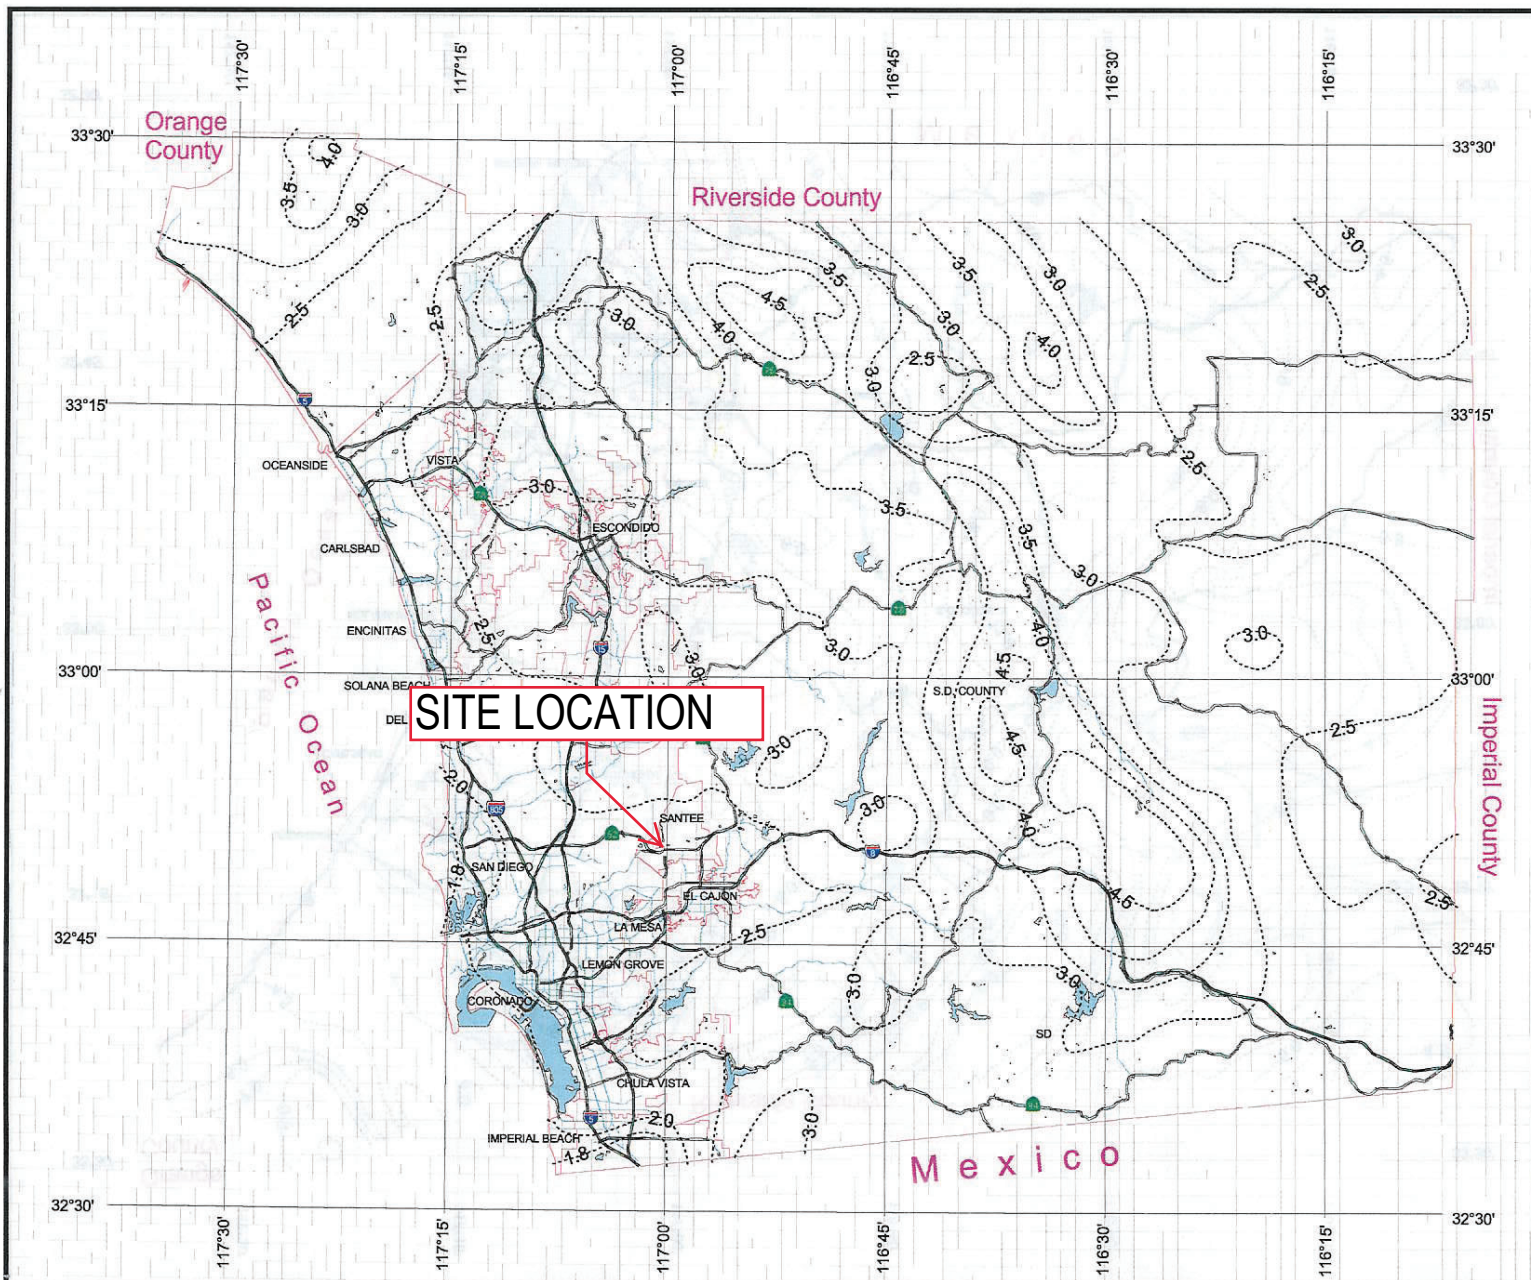 117°30'
117°15'
117°00'
116°45'
116°30'
116°15'
33°30'
33°30'
Orange
County
Riverside County
4.0
3.5
3.0
2.5
2.5
3.0
4.5
4.0
3.5
3.5
3.0
3.0
4.0
2.5
3.0
3.0
2.5
33°15'
33°15'
5
OCEANSIDE
VISTA
3.0
ESCONDIDO
3.5
3.5
2.5
CARLSBAD
3.0
Pacific Ocean
ENCINITAS
2.5
15
3.0
3.0
4.0
4.5
3.0
33°00'
33°00'
SOLANA BEACH
S.D. COUNTY
DEL
SITE LOCATION
3.0
4.5
2.5
Imperial County
2.0
805
SANTEE
3.0
4.0
8
SAN DIEGO
1.8
EL CAJON
4.5
2.5
LA MESA
2.5
32°45'
32°45'
LEMON GROVE
3.0
3.0
CORONADO
SD
CHULA VISTA
2.0
3.0
5
IMPERIAL BEACH
1.8
Mexico
32°30'
32°30'
117°30'
117°15'
117°00'
116°45'
116°30'
116°15'